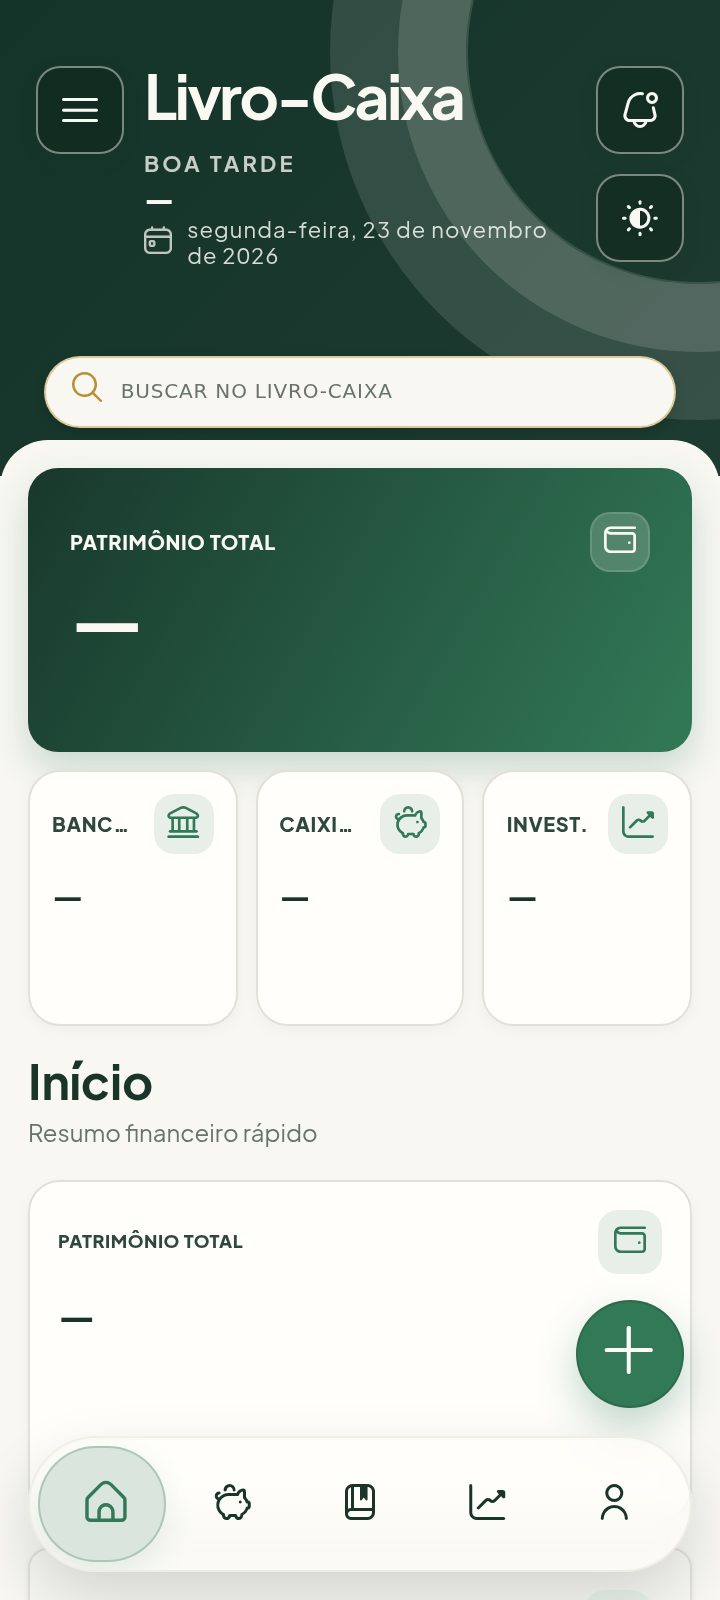 Livro-Caixa
BOA TARDE
—
segunda-feira, 23 de novembro
de 2026
BUSCAR NO LIVRO-CAIXA
PATRIMÔNIO TOTAL
—
BANC…
CAIXI…
INVEST.
—
—
—
Início
Resumo financeiro rápido
PATRIMÔNIO TOTAL
—